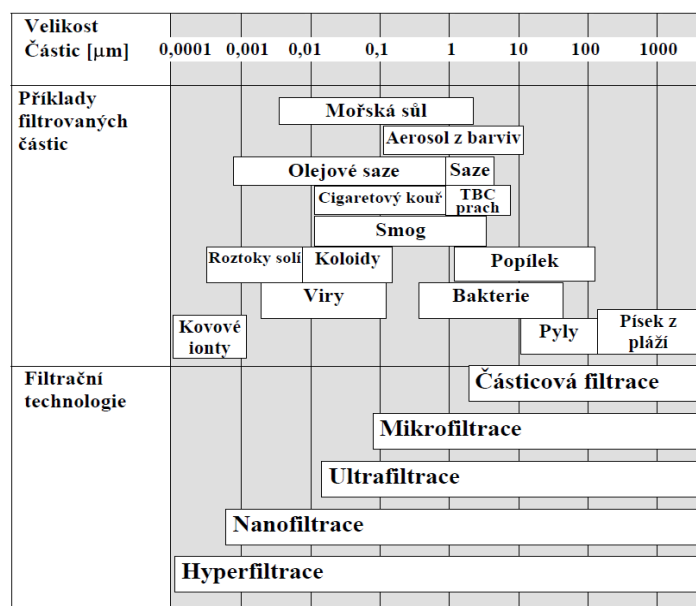 Velikost
Částic [μm]
0,0001 0,001 0,01 0,1 1 10 100 1000
Příklady
filtrovaných
částic
Mořská sůl
Aerosol z barviv
Olejové saze
Saze
Cigaretový kouř
TBC
prach
Smog
Roztoky solí
Koloidy
Popílek
Viry
Bakterie
Kovové
ionty
Pyly
Písek z
pláží
Filtrační
technologie
Částicová filtrace
Mikrofiltrace
Ultrafiltrace
Nanofiltrace
Hyperfiltrace